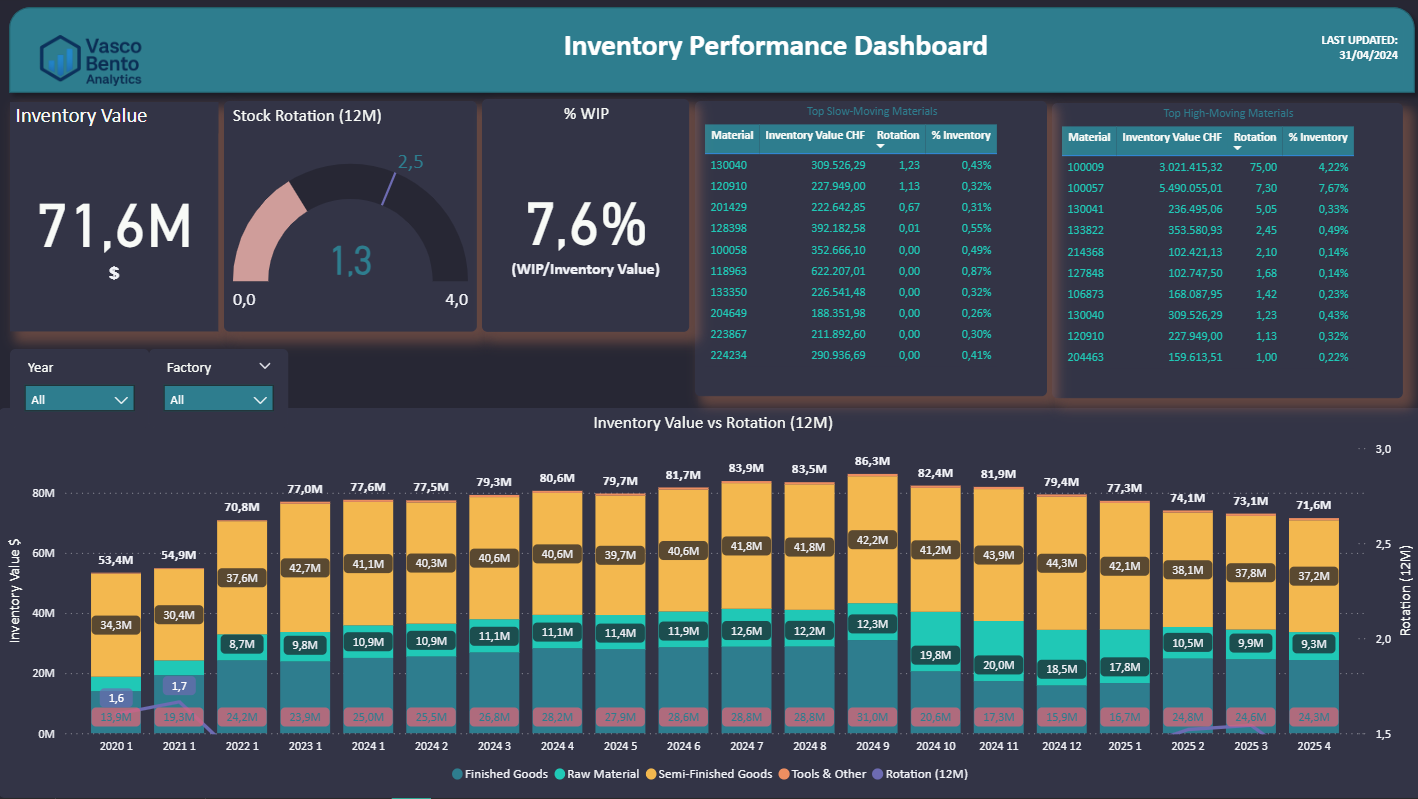 Vasco
Bento
Analytics
Inventory Performance Dashboard
LAST UPDATED:
31/04/2024
Inventory Value
71,6M
$
Stock Rotation (12M)
2,5
1,3
0,0
4,0
% WIP
7,6%
(WIP/Inventory Value)
Top Slow-Moving Materials
Material Inventory Value CHF Rotation % Inventory
130040 309.526,29 1,23 0,43%
120910 227.949,00 1,13 0,32%
201429 222.642,85 0,67 0,31%
128398 392.182,58 0,01 0,55%
100058 352.666,10 0,00 0,49%
118963 622.207,01 0,00 0,87%
133350 226.541,48 0,00 0,32%
204649 188.351,98 0,00 0,26%
223867 211.892,60 0,00 0,30%
224234 290.936,69 0,00 0,41%
Top High-Moving Materials
Material Inventory Value CHF Rotation % Inventory
100009 3.021.415,32 75,00 4,22%
100057 5.490.055,01 7,30 7,67%
130041 236.495,06 5,05 0,33%
133822 353.580,93 2,45 0,49%
214368 102.421,13 2,10 0,14%
127848 102.747,50 1,68 0,14%
106873 168.087,95 1,42 0,23%
130040 309.526,29 1,23 0,43%
120910 227.949,00 1,13 0,32%
204463 159.613,51 1,00 0,22%
Year
All
Factory
All
Inventory Value vs Rotation (12M)
Inventory Value $
80M
60M
40M
20M
0M
53,4M 54,9M 70,8M 77,0M 77,6M 77,5M 79,3M 80,6M 79,7M 81,7M 83,9M 83,5M 86,3M 82,4M 81,9M 79,4M 77,3M 74,1M 73,1M 71,6M
34,3M 30,4M 37,6M 42,7M 41,1M 40,3M 40,6M 40,6M 39,7M 40,6M 41,8M 41,8M 42,2M 41,2M 43,9M 44,3M 42,1M 38,1M 37,8M 37,2M
8,7M 9,8M 10,9M 10,9M 11,1M 11,1M 11,4M 11,9M 12,6M 12,2M 12,3M 19,8M 20,0M 18,5M 17,8M 10,5M 9,9M 9,3M
1,6 1,7
13,9M 19,3M 24,2M 23,9M 25,0M 25,5M 26,8M 28,2M 27,9M 28,6M 28,8M 28,8M 31,0M 20,6M 17,3M 15,9M 16,7M 24,8M 24,6M 24,3M
2020 1 2021 1 2022 1 2023 1 2024 1 2024 2 2024 3 2024 4 2024 5 2024 6 2024 7 2024 8 2024 9 2024 10 2024 11 2024 12 2025 1 2025 2 2025 3 2025 4
3,0
2,5
2,0
1,5
Rotation (12M)
Finished Goods Raw Material Semi-Finished Goods Tools & Other Rotation (12M)